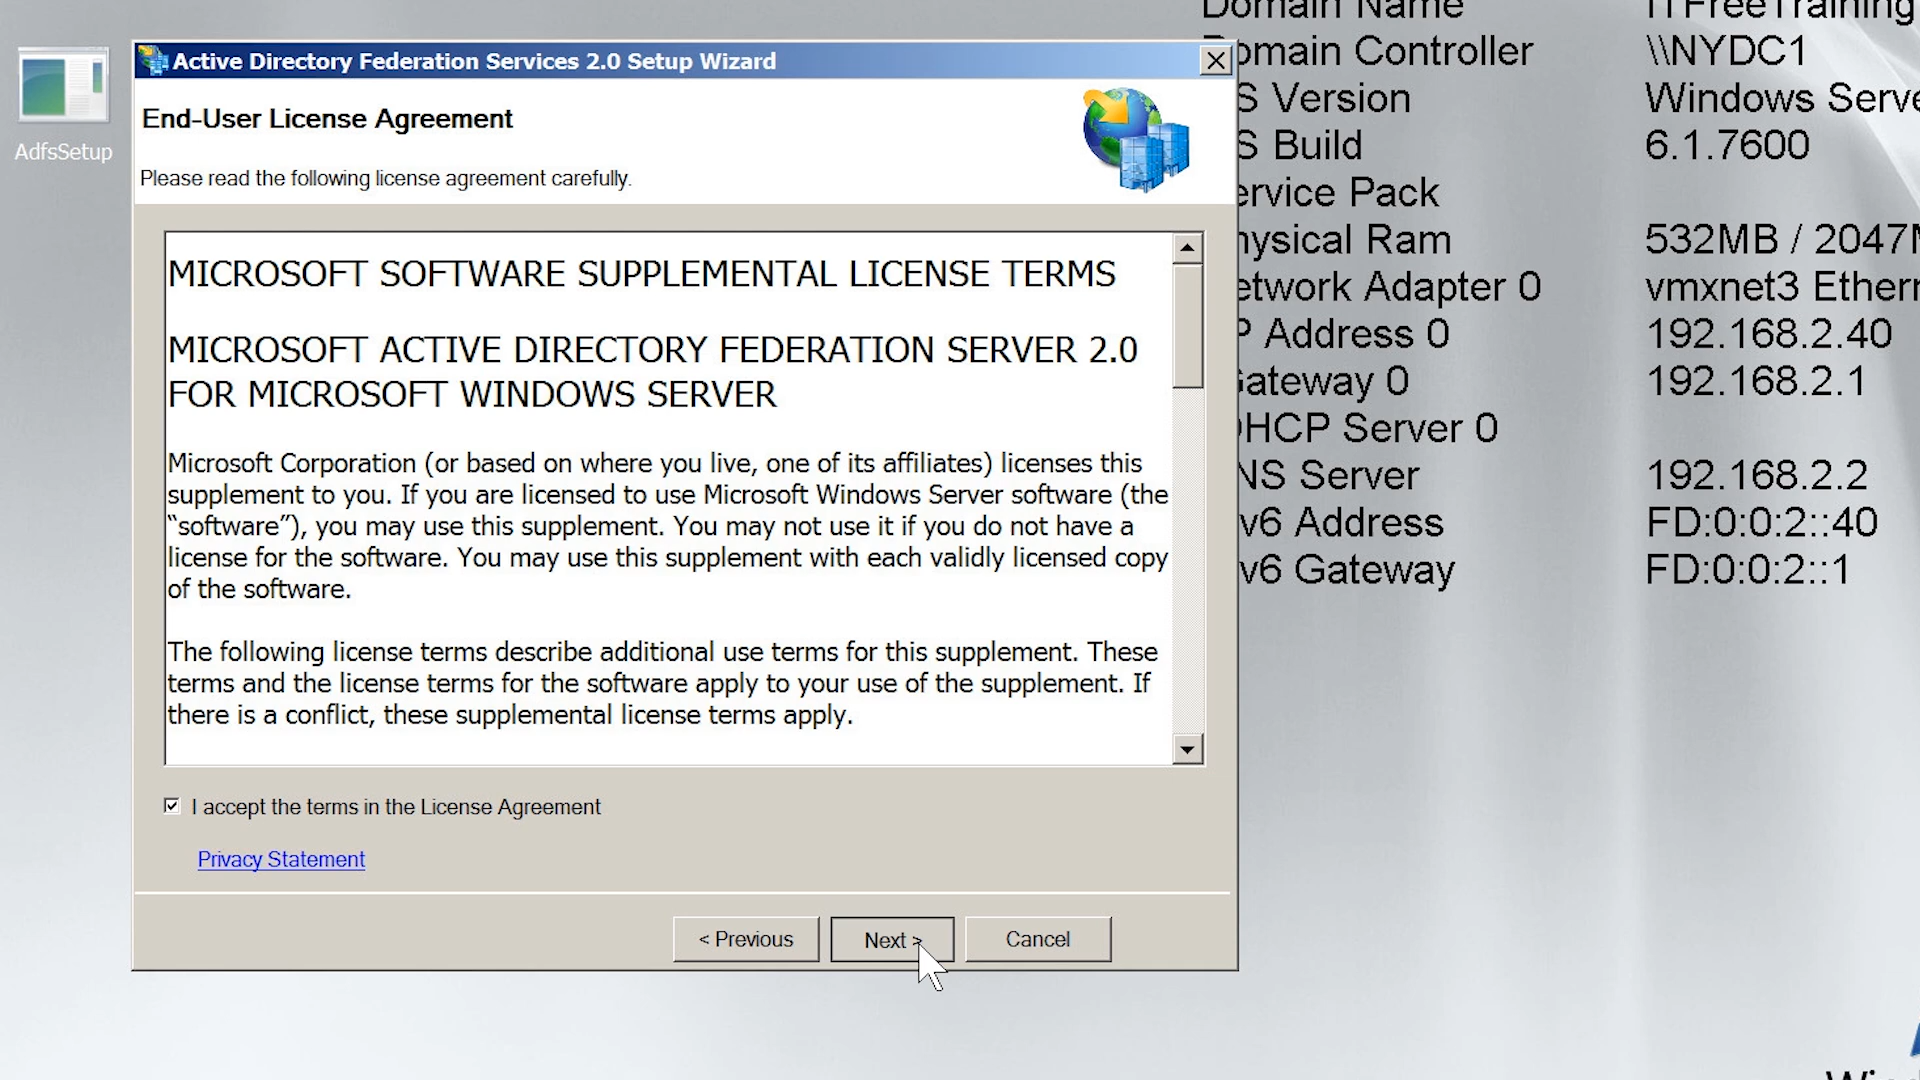 Domain Name ITFreeTraining
AdfsSetup
Active Directory Federation Services 2.0 Setup Wizard
End-User License Agreement
Please read the following license agreement carefully.
MICROSOFT SOFTWARE SUPPLEMENTAL LICENSE TERMS
MICROSOFT ACTIVE DIRECTORY FEDERATION SERVER 2.0
FOR MICROSOFT WINDOWS SERVER
Microsoft Corporation (or based on where you live, one of its affiliates) licenses this
supplement to you. If you are licensed to use Microsoft Windows Server software (the
“software”), you may use this supplement. You may not use it if you do not have a
license for the software. You may use this supplement with each validly licensed copy
of the software.
The following license terms describe additional use terms for this supplement. These
terms and the license terms for the software apply to your use of the supplement. If
there is a conflict, these supplemental license terms apply.
I accept the terms in the License Agreement
Privacy Statement
< Previous
Next >
Cancel
omain Controller \\NYDC1
S Version Windows Serve
S Build 6.1.7600
ervice Pack
hysical Ram 532MB / 2047M
etwork Adapter 0 vmxnet3 Ethern
P Address 0 192.168.2.40
Gateway 0 192.168.2.1
DHCP Server 0
NS Server 192.168.2.2
v6 Address FD:0:0:2::40
v6 Gateway FD:0:0:2::1